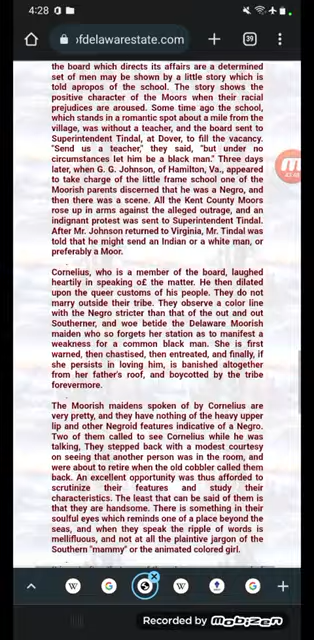 4:28
ofdelawarestate.com
39
the board which directs its affairs are a determined
set of men may be shown by a little story which is
told apropos of the school. The story shows the
positive character of the Moors when their racial
prejudices are aroused. Some time ago the school,
which stands in a romantic spot about a mile from the
village, was without a teacher, and the board sent to
Superintendent Tindal, at Dover, to fill the vacancy.
"Send us a teacher," they said, "but under no
circumstances let him be a black man." Three days
later, when G. G. Johnson, of Hamilton, Va., appeared
to take charge of the little frame school one of the
Moorish parents discerned that he was a Negro, and
then there was a scene. All the Kent County Moors
rose up in arms against the alleged outrage, and an
indignant protest was sent to Superintendent Tindal.
After Mr. Johnson returned to Virginia, Mr. Tindal was
told that he might send an Indian or a white man, or
preferably a Moor.
Cornelius, who is a member of the board, laughed
heartily in speaking of the matter. He then dilated
upon the queer customs of his people. They do not
marry outside their tribe. They observe a color line
with the Negro stricter than that of the out and out
Southerner, and woe betide the Delaware Moorish
maiden who so forgets her station as to manifest a
weakness for a common black man. She is first
warned, then chastised, then entreated, and finally, if
she persists in loving him, is banished altogether
from her father's roof, and boycotted by the tribe
forevermore.
The Moorish maidens spoken of by Cornelius are
very pretty, and they have nothing of the heavy upper
lip and other Negroid features indicative of a Negro.
Two of them called to see Cornelius while he was
talking, They stepped back with a modest courtesy
on seeing that another person was in the room, and
were about to retire when the old cobbler called them
back. An excellent opportunity was thus afforded to
scrutinize their features and study their
characteristics. The least that can be said of them is
that they are handsome. There is something in their
soulful eyes which reminds one of a place beyond the
seas, and when they speak the ripple of words is
mellifluous, and not at all the plaintive jargon of the
Southern "mammy" or the animated colored girl.
W G W G
Recorded by Mobizen